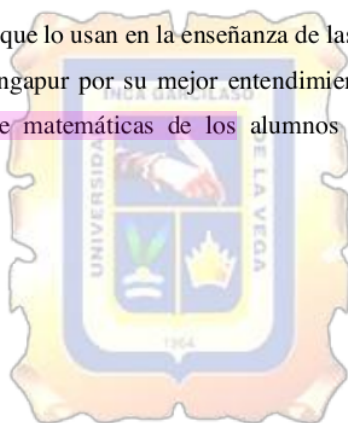 que lo usan en la enseñanza de las
ngapur por su mejor entendimien
e matemáticas de los alumnos
INCA GARCILASO
UNIVERSIDA
DE LA VEGA
1964